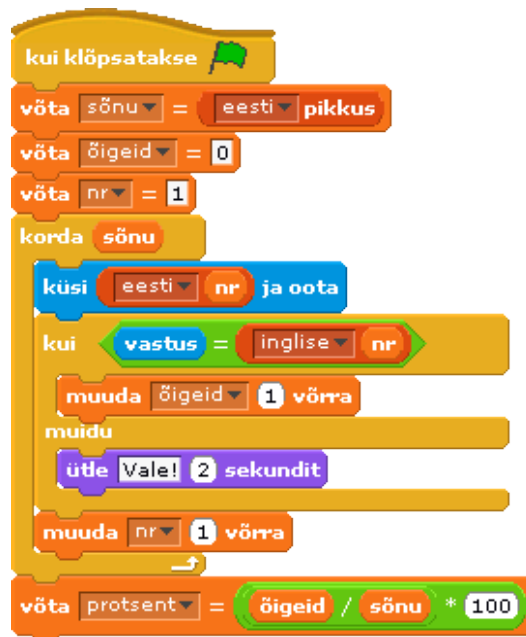 kui klõpsatakse
võta sõnu = eesti pikkus
võta õigeid = 0
võta nr = 1
korda sõnu
küsi eesti nr ja oota
kui vastus = inglise nr
muuda õigeid 1 võrra
muidu
ütle Vale! 2 sekundit
muuda nr 1 võrra
võta protsent = õigeid / sõnu * 100